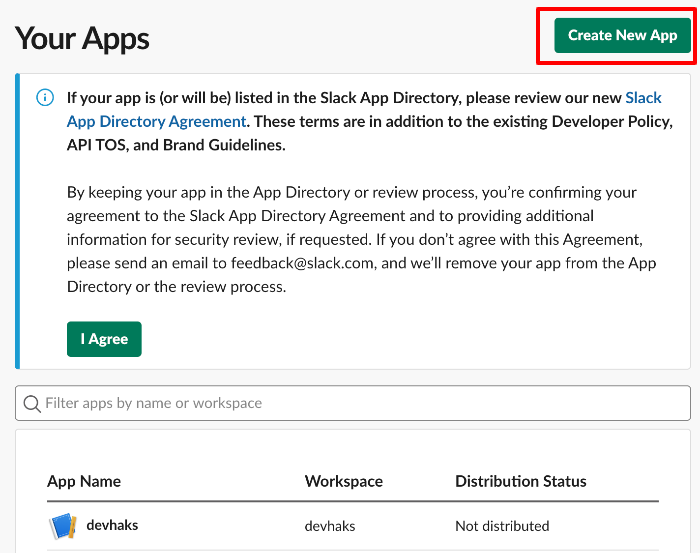 Your Apps
Create New App
If your app is (or will be) listed in the Slack App Directory, please review our new Slack
App Directory Agreement. These terms are in addition to the existing Developer Policy,
API TOS, and Brand Guidelines.
By keeping your app in the App Directory or review process, you’re confirming your
agreement to the Slack App Directory Agreement and to providing additional
information for security review, if requested. If you don’t agree with this Agreement,
please send an email to feedback@slack.com, and we’ll remove your app from the App
Directory or the review process.
I Agree
Filter apps by name or workspace
App Name Workspace Distribution Status
devhaks devhaks Not distributed